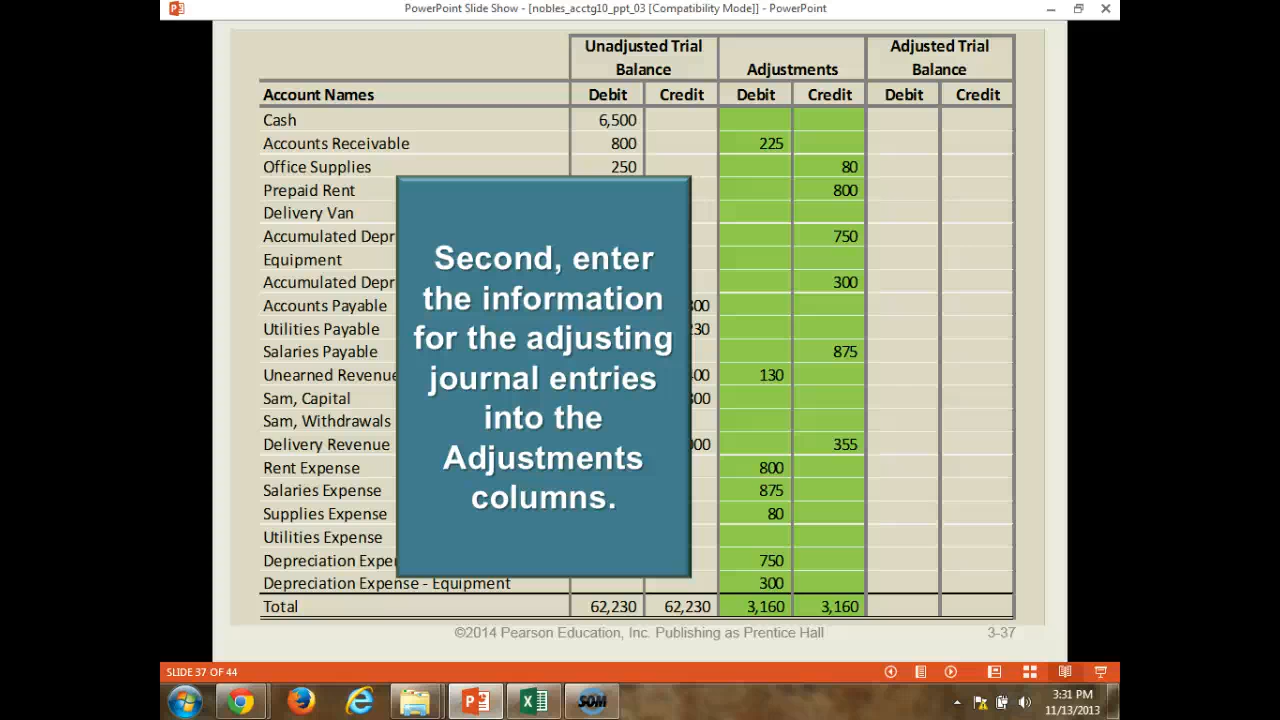 PowerPoint Slide Show - [nobles_acctg10_ppt_03 [Compatibility Mode]] - PowerPoint
Unadjusted Trial Balance Adjustments Adjusted Trial Balance
Account Names Debit Credit Debit Credit Debit Credit
Cash 6,500
Accounts Receivable 800 225
Office Supplies 250 80
Prepaid Rent 800
Delivery Van
Accumulated Depr 750
Equipment
Accumulated Depr 300
Accounts Payable 00
Utilities Payable 230
Salaries Payable 875
Unearned Revenue 00 130
Sam, Capital 00
Sam, Withdrawals
Delivery Revenue 00 355
Rent Expense 800
Salaries Expense 875
Supplies Expense 80
Utilities Expense
Depreciation Expe 750
Depreciation Expense - Equipment 300
Total 62,230 62,230 3,160 3,160
Second, enter
the information
for the adjusting
journal entries
into the
Adjustments
columns.
©2014 Pearson Education, Inc. Publishing as Prentice Hall 3-37
SLIDE 37 OF 44
SOM
3:31 PM
11/13/2013